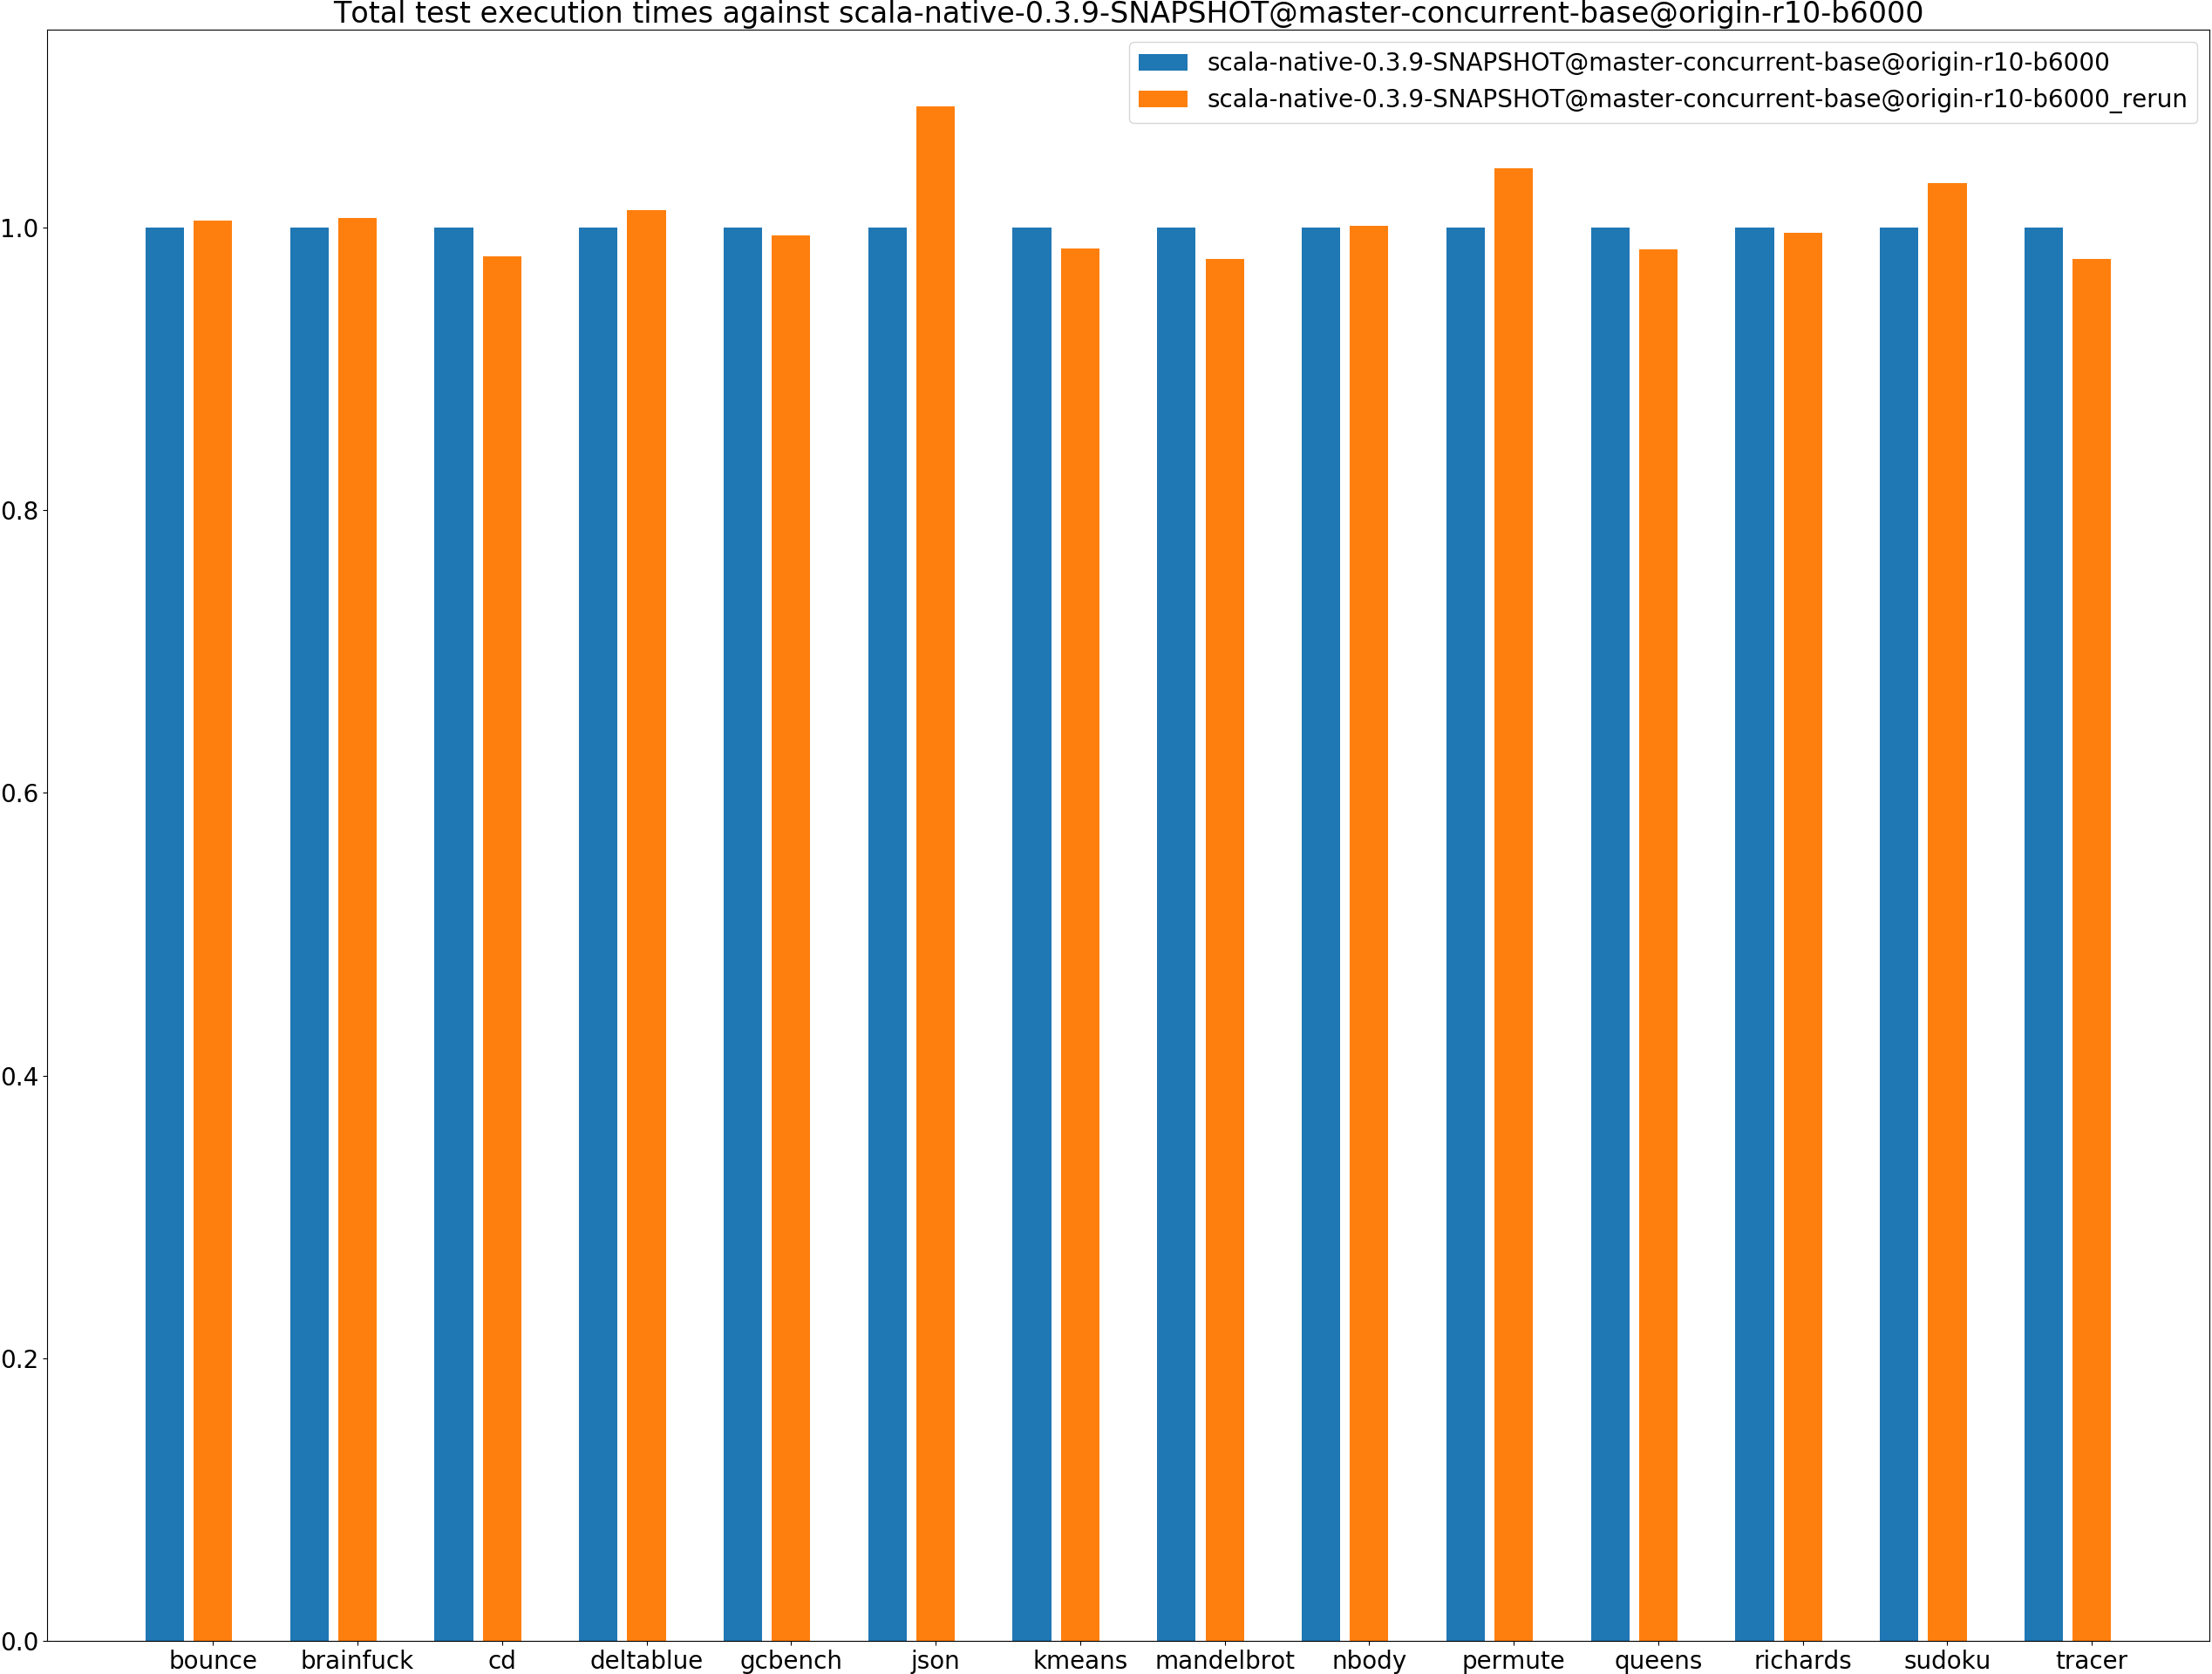 Total test execution times against scala-native-0.3.9-SNAPSHOT@master-concurrent-base@origin-r10-b6000
scala-native-0.3.9-SNAPSHOT@master-concurrent-base@origin-r10-b6000
scala-native-0.3.9-SNAPSHOT@master-concurrent-base@origin-r10-b6000_rerun
1.0
0.8
0.6
0.4
0.2
0.0
bounce brainfuck cd deltablue gcbench json kmeans mandelbrot nbody permute queens richards sudoku tracer